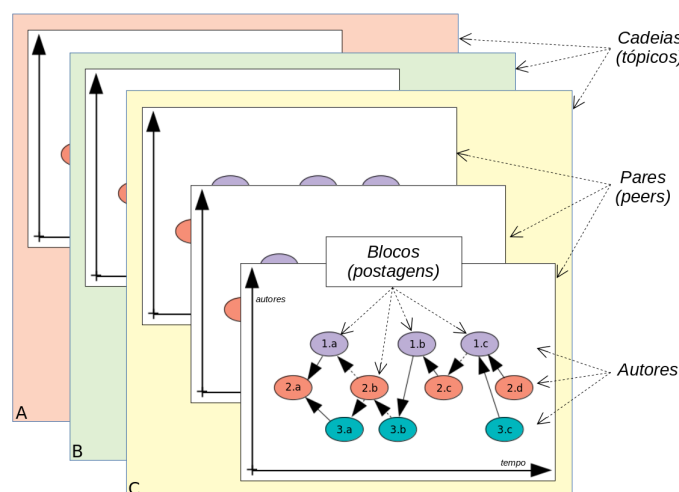 Cadeias
(tópicos)
Pares
(peers)
Blocos
(postagens)
autores
1.a
1.b
1.c
Autores
2.a
2.b
2.c
2.d
3.a
3.b
3.c
A
tempo
B
C